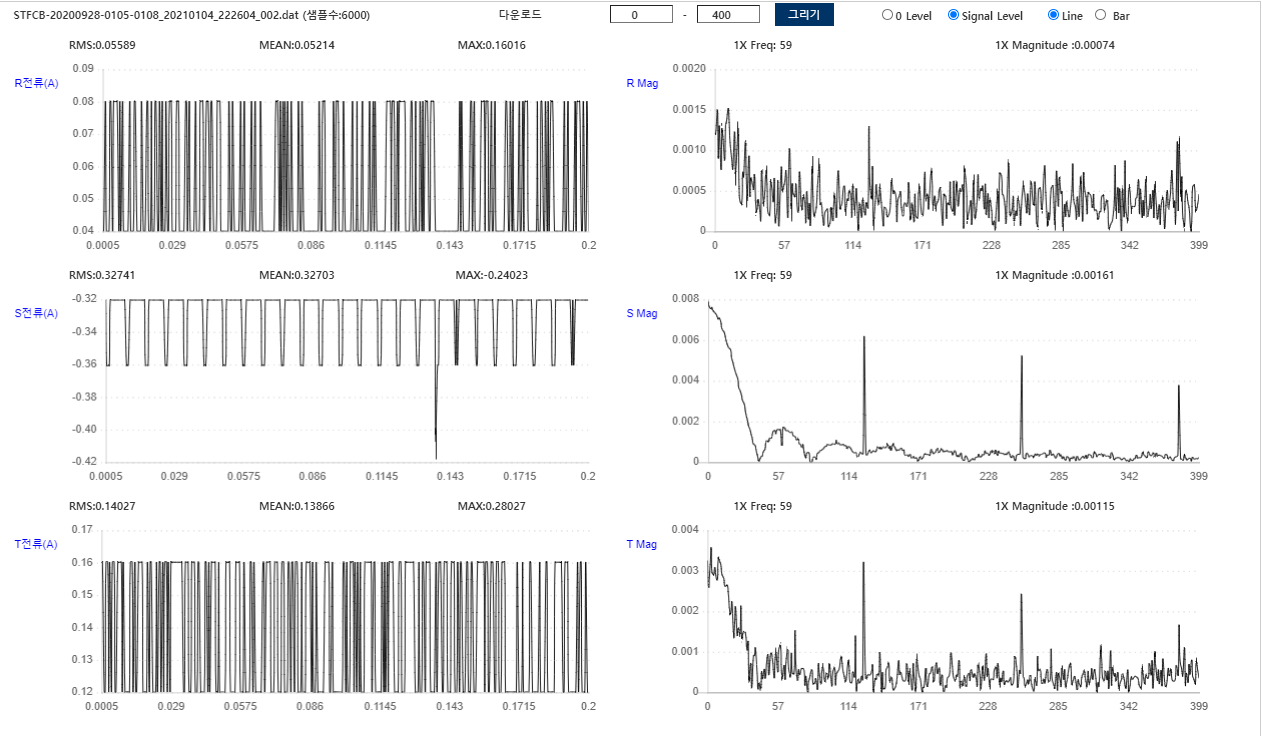 STFCB-20200928-0105-0108_20210104_222604_002.dat (샘플수:6000) 다운로드 0 - 400 그리기 0 Level Signal Level Line Bar
RMS:0.05589 MEAN:0.05214 MAX:0.16016 1X Freq: 59 1X Magnitude :0.00074
R전류(A)
0.09
0.08
0.07
0.06
0.05
0.04
0.0005 0.029 0.0575 0.086 0.1145 0.143 0.1715 0.2
R Mag
0.0020
0.0015
0.0010
0.0005
0
0 57 114 171 228 285 342 399
RMS:0.32741 MEAN:0.32703 MAX:-0.24023 1X Freq: 59 1X Magnitude :0.00161
S전류(A)
-0.32
-0.34
-0.36
-0.38
-0.40
-0.42
0.0005 0.029 0.0575 0.086 0.1145 0.143 0.1715 0.2
S Mag
0.008
0.006
0.004
0.002
0
0 57 114 171 228 285 342 399
RMS:0.14027 MEAN:0.13866 MAX:0.28027 1X Freq: 59 1X Magnitude :0.00115
T전류(A)
0.17
0.16
0.15
0.14
0.13
0.12
0.0005 0.029 0.0575 0.086 0.1145 0.143 0.1715 0.2
T Mag
0.004
0.003
0.002
0.001
0
0 57 114 171 228 285 342 399